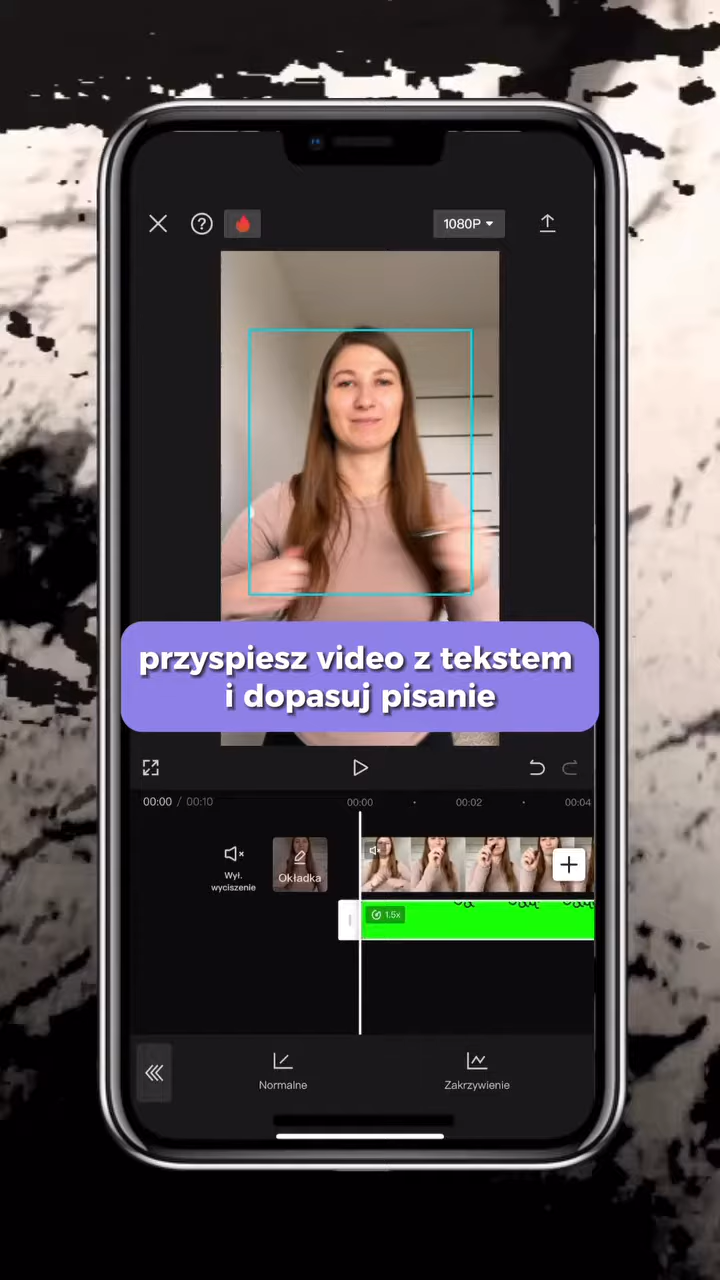 1080P
przyspiesz video z tekstem
i dopasuj pisanie
00:00 / 00:10
00:00
00:02
00:04
Wył.
wyciszenie
Okładka
1.5x
Normalne
Zakrzywienie